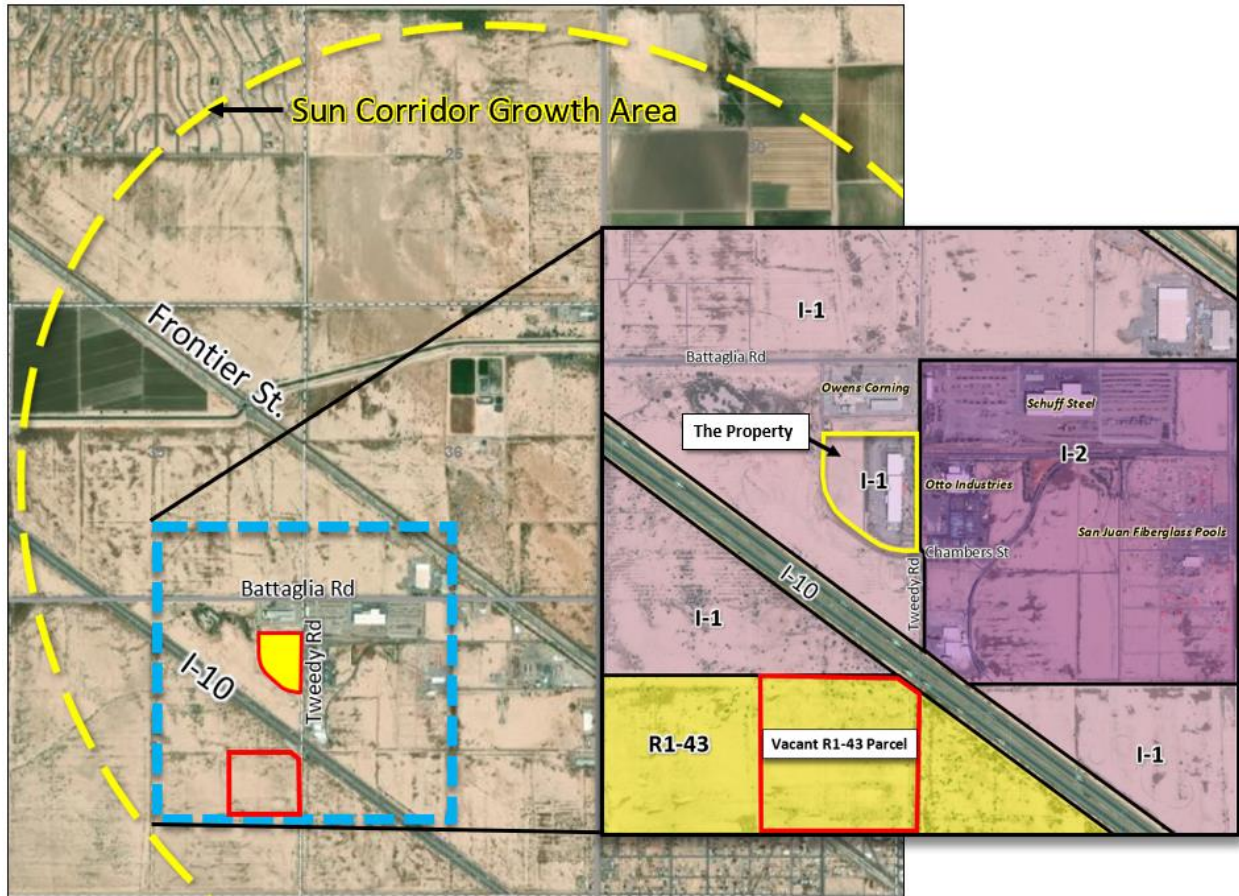 Sun Corridor Growth Area
25
Frontier St.
36
Battaglia Rd
Tweedy Rd
I-10
I-1
Battaglia Rd
Owens Corning
Schuff Steel
The Property
I-2
I-1
Otto Industries
San Juan Fiberglass Pools
Chambers St
I-10
Tweedy Rd
I-1
R1-43
Vacant R1-43 Parcel
I-1